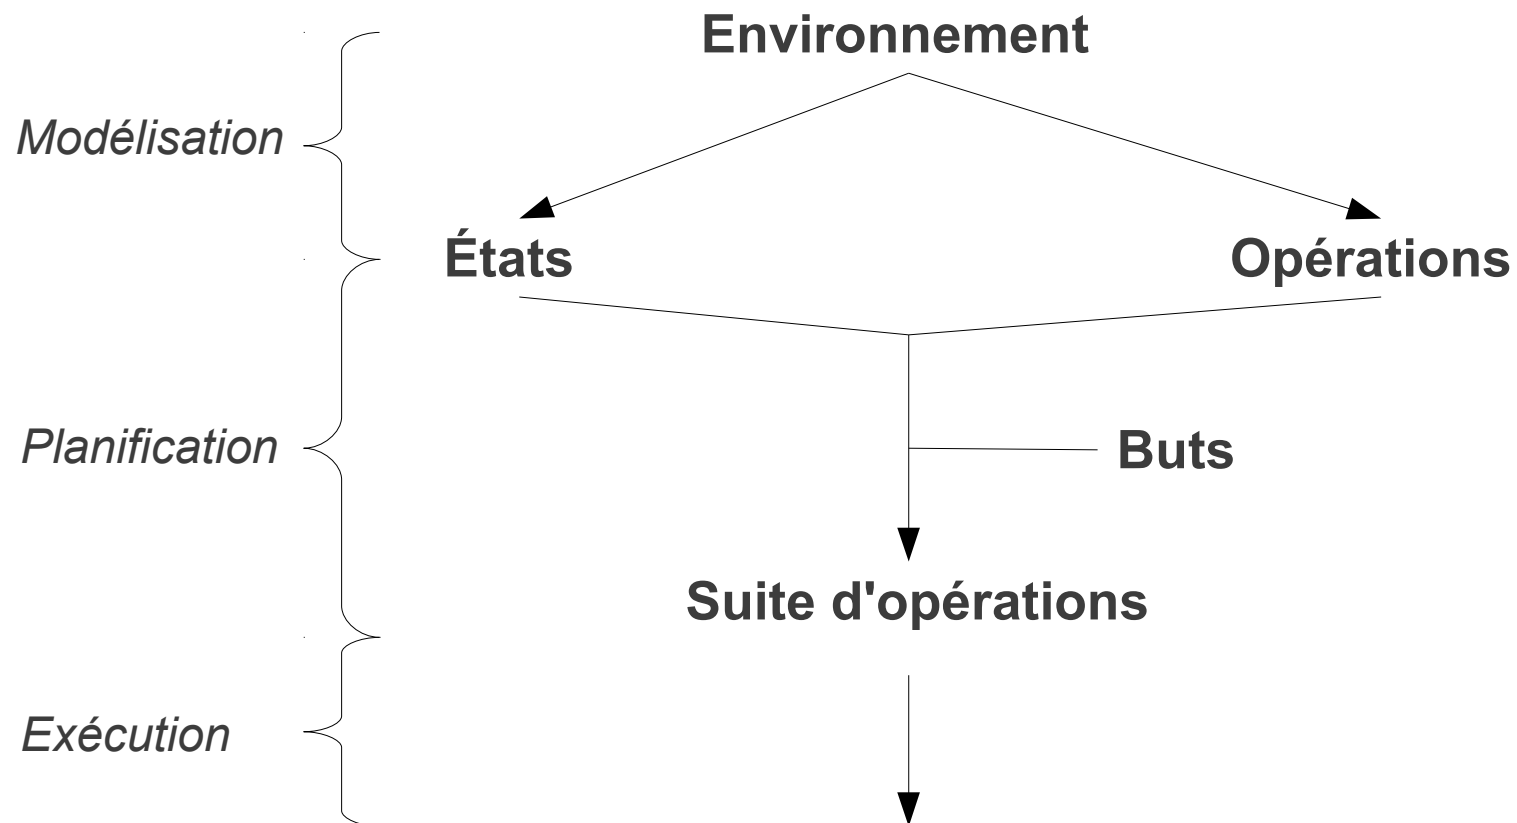 Environnement
Modélisation
États
Opérations
Planification
Buts
Suite d'opérations
Exécution